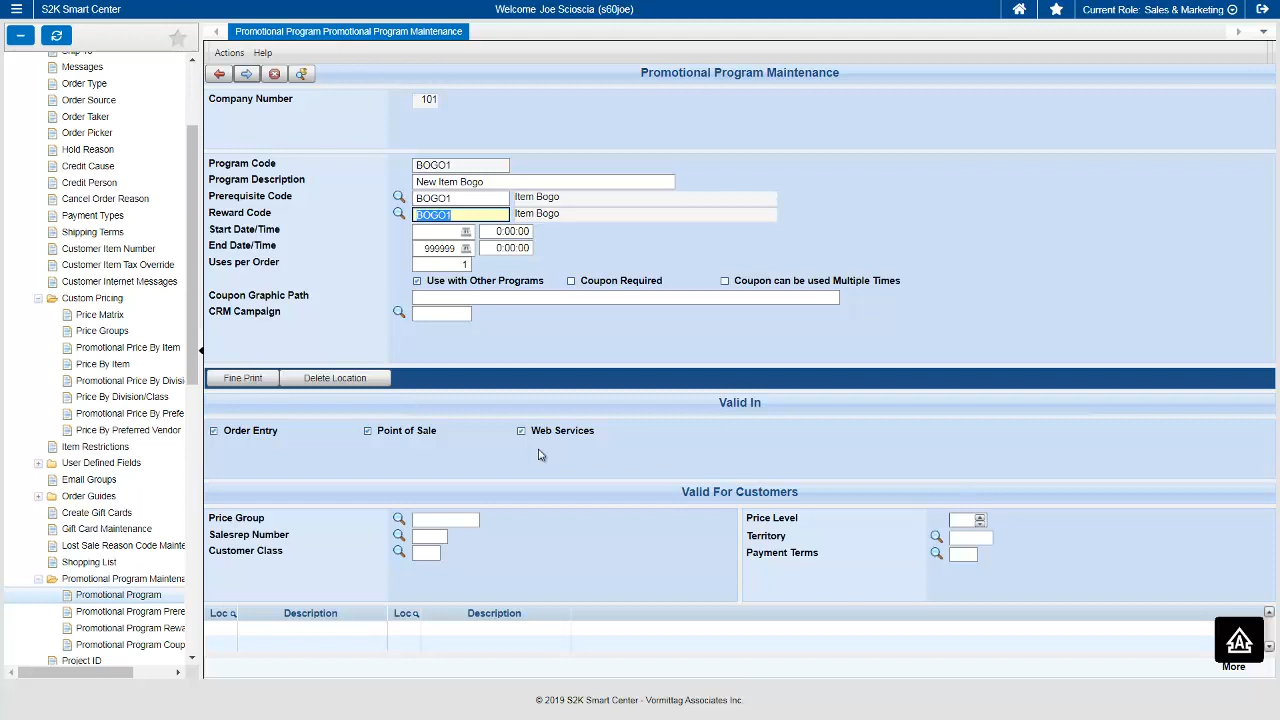 S2K Smart Center
Welcome Joe Scioscia (s60joe)
Current Role: Sales & Marketing
Promotional Program Promotional Program Maintenance
Messages
Order Type
Order Source
Order Taker
Order Picker
Hold Reason
Credit Cause
Credit Person
Cancel Order Reason
Payment Types
Shipping Terms
Customer Item Number
Customer Item Tax Override
Customer Internet Messages
Custom Pricing
Price Matrix
Price Groups
Promotional Price By Item
Price By Item
Promotional Price By Divisi
Price By Division/Class
Promotional Price By Prefe
Price By Preferred Vendor
Item Restrictions
User Defined Fields
Email Groups
Order Guides
Create Gift Cards
Gift Card Maintenance
Lost Sale Reason Code Mainte
Shopping List
Promotional Program Maintena
Promotional Program
Promotional Program Prere
Promotional Program Rewa
Promotional Program Coup
Project ID
Actions Help
Promotional Program Maintenance
Company Number 101
Program Code BOGO1
Program Description New Item Bogo
Prerequisite Code BOGO1 Item Bogo
Reward Code BOGO1 Item Bogo
Start Date/Time 0:00:00
End Date/Time 999999 0:00:00
Uses per Order 1
Use with Other Programs Coupon Required Coupon can be used Multiple Times
Coupon Graphic Path
CRM Campaign
Fine Print Delete Location
Valid In
Order Entry Point of Sale Web Services
Valid For Customers
Price Group Price Level
Salesrep Number Territory
Customer Class Payment Terms
Loc Description Loc Description
More
© 2019 S2K Smart Center - Vormittag Associates Inc.